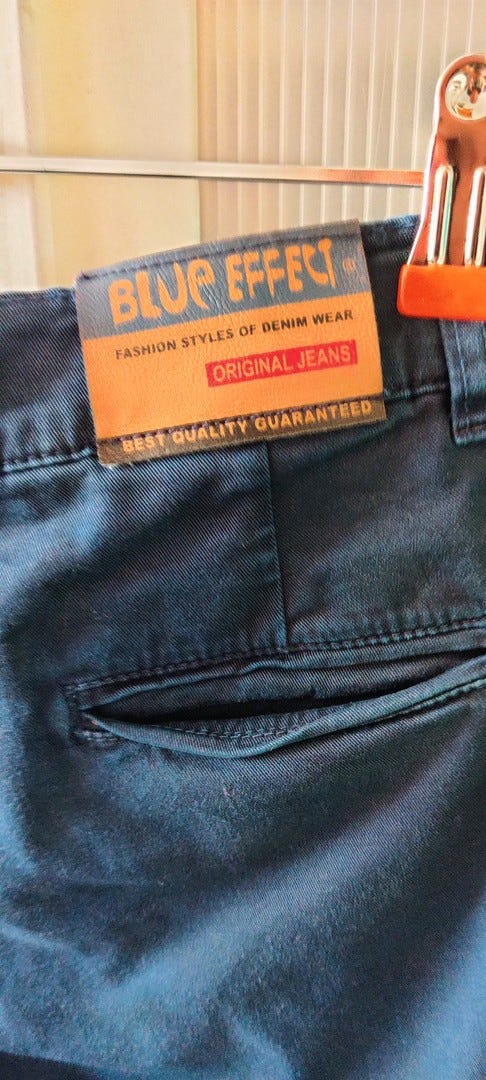 BLUE EFFECT ®
FASHION STYLES OF DENIM WEAR
ORIGINAL JEANS
BEST QUALITY GUARANTEED